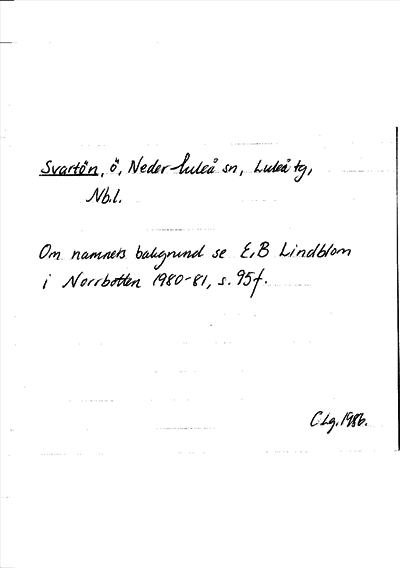 Svartön, ö, Neder-Luleå sn, Luleå tg,
Nb.l.
Om namnets bakgrund se E,B Lindblom
i Norrbotten 1980-81, s. 95f.
CLg. 1986.